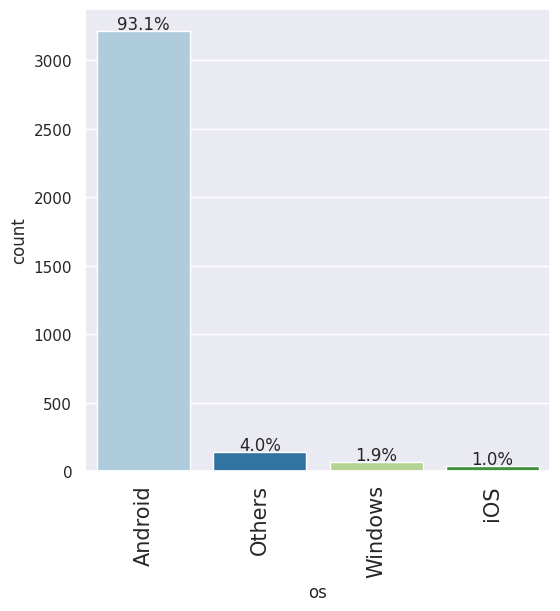 93.1%
3000
2500
2000
1500
1000
500
0
count
4.0%
1.9%
1.0%
Android
Others
Windows
iOS
os